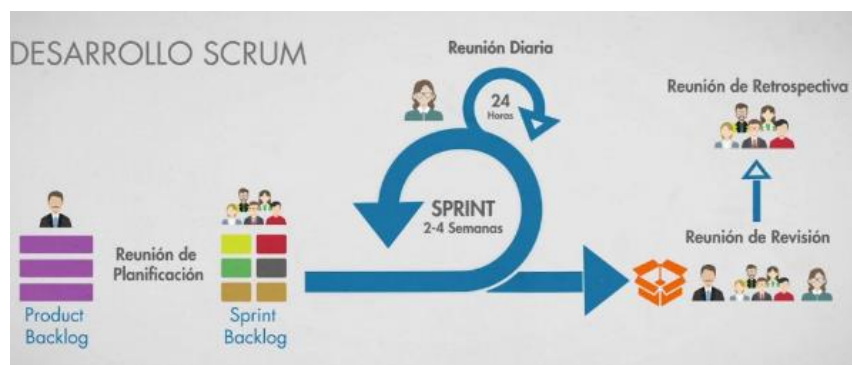 DESARROLLO SCRUM
Reunión Diaria
24
Horas
Reunión de Retrospectiva
SPRINT
2-4 Semanas
Reunión de Revisión
Reunión de
Planificación
Product
Backlog
Sprint
Backlog